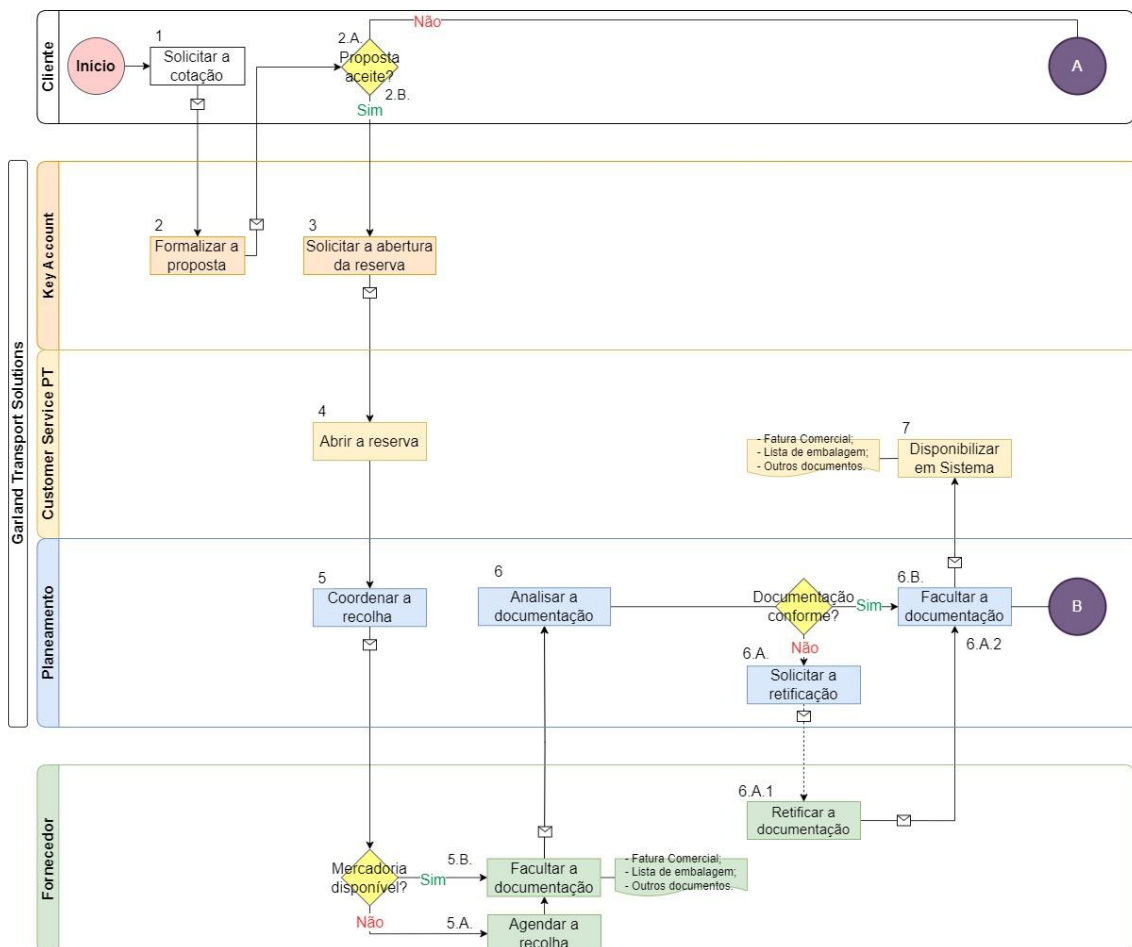 Cliente
Início
1
Solicitar a
cotação
2.A.
Proposta
aceite?
2.B.
Sim
Não
A
Garland Transport Solutions
Key Account
2
Formalizar a
proposta
3
Solicitar a abertura
da reserva
Customer Service PT
4
Abrir a reserva
- Fatura Comercial;
- Lista de embalagem;
- Outros documentos.
7
Disponibilizar
em Sistema
Planeamento
5
Coordenar a
recolha
6
Analisar a
documentação
Documentação
conforme?
Sim
Não
6.B.
Facultar a
documentação
B
6.A.2
6.A.
Solicitar a
retificação
Fornecedor
6.A.1
Retificar a
documentação
Mercadoria
disponível?
Sim
Não
5.B.
Facultar a
documentação
- Fatura Comercial;
- Lista de embalagem;
- Outros documentos.
5.A.
Agendar a
recolha